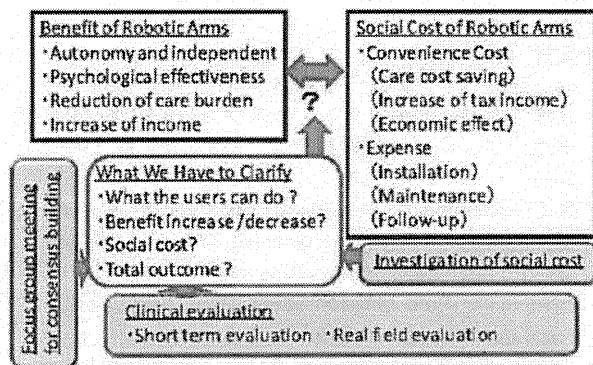 Benefit of Robotic Arms
・Autonomy and independent
・Psychological effectiveness
・Reduction of care burden
・Increase of income
?
Social Cost of Robotic Arms
・Convenience Cost
(Care cost saving)
(Increase of tax income)
(Economic effect)
・Expense
(Installation)
(Maintenance)
(Follow-up)
What We Have to Clarify
・What the users can do ?
・Benefit increase/decrease?
・Social cost?
・Total outcome ?
Focus group meeting
for consensus building
Investigation of social cost
Clinical evaluation
・Short term evaluation ・Real field evaluation